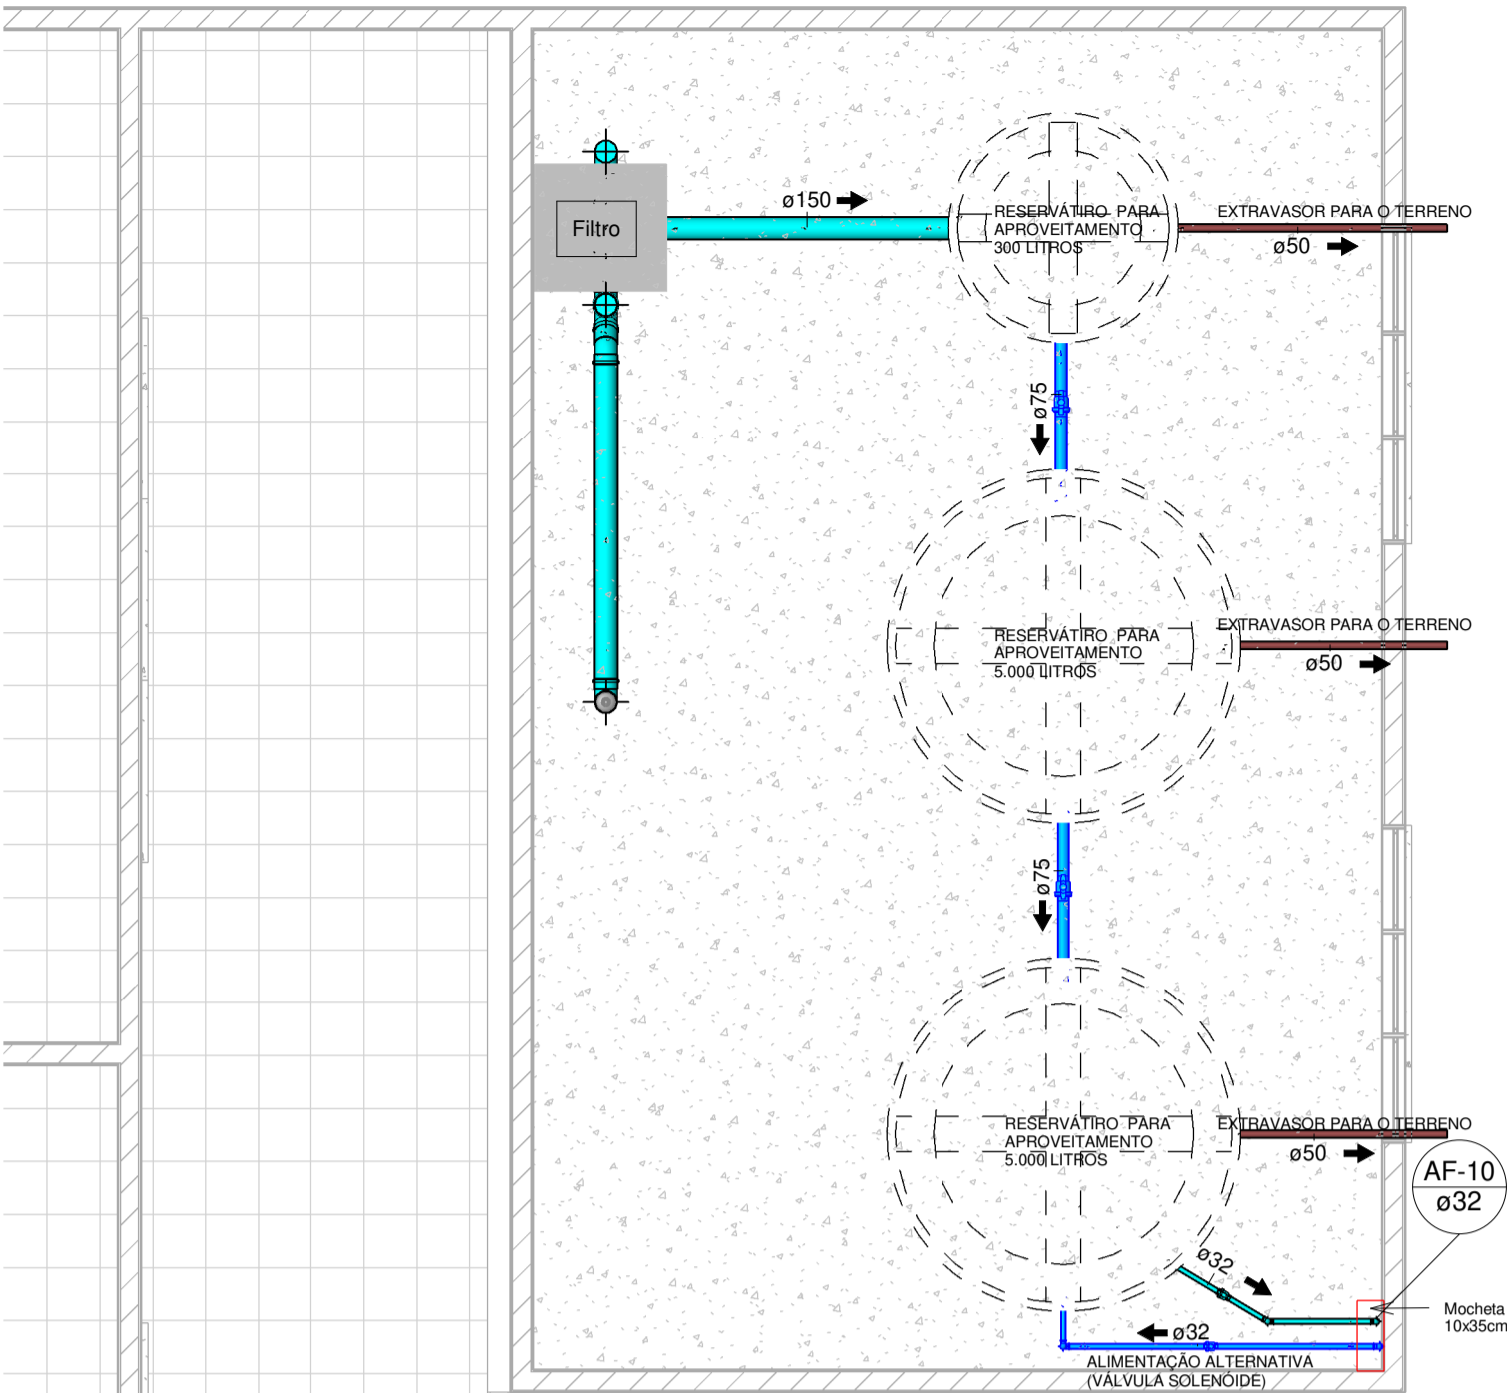 ø150
RESERVÁTIRO PARA
APROVEITAMENTO
300 LITROS
EXTRAVASOR PARA O TERRENO
ø50
Filtro
ø75
RESERVÁTIRO PARA
APROVEITAMENTO
5.000 LITROS
EXTRAVASOR PARA O TERRENO
ø50
ø75
RESERVÁTIRO PARA
APROVEITAMENTO
5.000 LITROS
EXTRAVASOR PARA O TERRENO
ø50
AF-10
ø32
ø32
Mocheta
10x35cm
ø32
ALIMENTAÇÃO ALTERNATIVA
(VÁLVULA SOLENÓIDE)